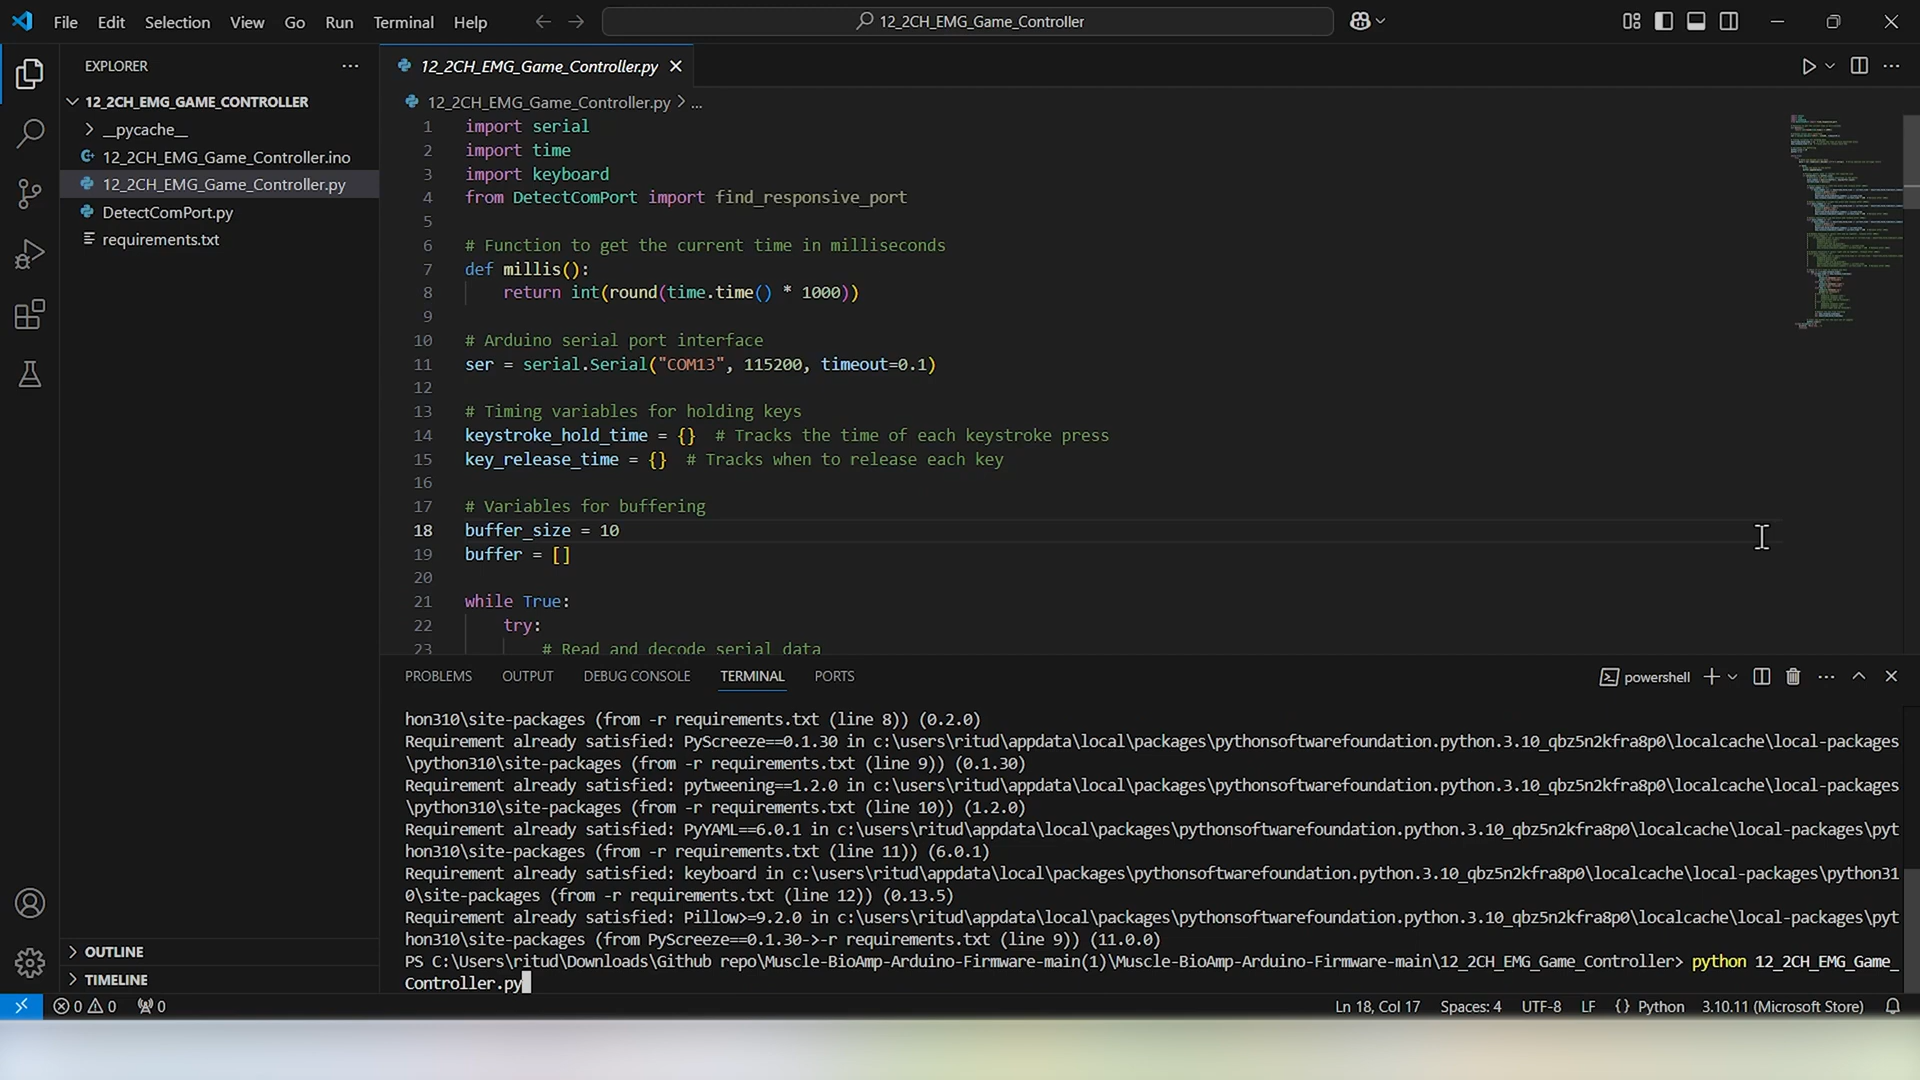 File Edit Selection View Go Run Terminal Help
12_2CH_EMG_Game_Controller
EXPLORER
12_2CH_EMG_GAME_CONTROLLER
__pycache__
12_2CH_EMG_Game_Controller.ino
12_2CH_EMG_Game_Controller.py
DetectComPort.py
requirements.txt
OUTLINE
TIMELINE
12_2CH_EMG_Game_Controller.py
12_2CH_EMG_Game_Controller.py > ...
1 import serial
2 import time
3 import keyboard
4 from DetectComPort import find_responsive_port
5
6 # Function to get the current time in milliseconds
7 def millis():
8 return int(round(time.time() * 1000))
9
10 # Arduino serial port interface
11 ser = serial.Serial("COM13", 115200, timeout=0.1)
12
13 # Timing variables for holding keys
14 keystroke_hold_time = {} # Tracks the time of each keystroke press
15 key_release_time = {} # Tracks when to release each key
16
17 # Variables for buffering
18 buffer_size = 10
19 buffer = []
20
21 while True:
22 try:
23 # Read and decode serial data
PROBLEMS OUTPUT DEBUG CONSOLE TERMINAL PORTS
powershell
hon310\site-packages (from -r requirements.txt (line 8)) (0.2.0)
Requirement already satisfied: PyScreeze==0.1.30 in c:\users\ritud\appdata\local\packages\pythonsoftwarefoundation.python.3.10_qbz5n2kfra8p0\localcache\local-packages
\python310\site-packages (from -r requirements.txt (line 9)) (0.1.30)
Requirement already satisfied: pytweening==1.2.0 in c:\users\ritud\appdata\local\packages\pythonsoftwarefoundation.python.3.10_qbz5n2kfra8p0\localcache\local-packages
\python310\site-packages (from -r requirements.txt (line 10)) (1.2.0)
Requirement already satisfied: PyYAML==6.0.1 in c:\users\ritud\appdata\local\packages\pythonsoftwarefoundation.python.3.10_qbz5n2kfra8p0\localcache\local-packages\pyt
hon310\site-packages (from -r requirements.txt (line 11)) (6.0.1)
Requirement already satisfied: keyboard in c:\users\ritud\appdata\local\packages\pythonsoftwarefoundation.python.3.10_qbz5n2kfra8p0\localcache\local-packages\python31
0\site-packages (from -r requirements.txt (line 12)) (0.13.5)
Requirement already satisfied: Pillow>=9.2.0 in c:\users\ritud\appdata\local\packages\pythonsoftwarefoundation.python.3.10_qbz5n2kfra8p0\localcache\local-packages\pyt
hon310\site-packages (from PyScreeze==0.1.30->-r requirements.txt (line 9)) (11.0.0)
PS C:\Users\ritud\Downloads\Github repo\Muscle-BioAmp-Arduino-Firmware-main(1)\Muscle-BioAmp-Arduino-Firmware-main\12_2CH_EMG_Game_Controller> python 12_2CH_EMG_Game_
Controller.py
0 0 0 Ln 18, Col 17 Spaces: 4 UTF-8 LF {} Python 3.10.11 (Microsoft Store)